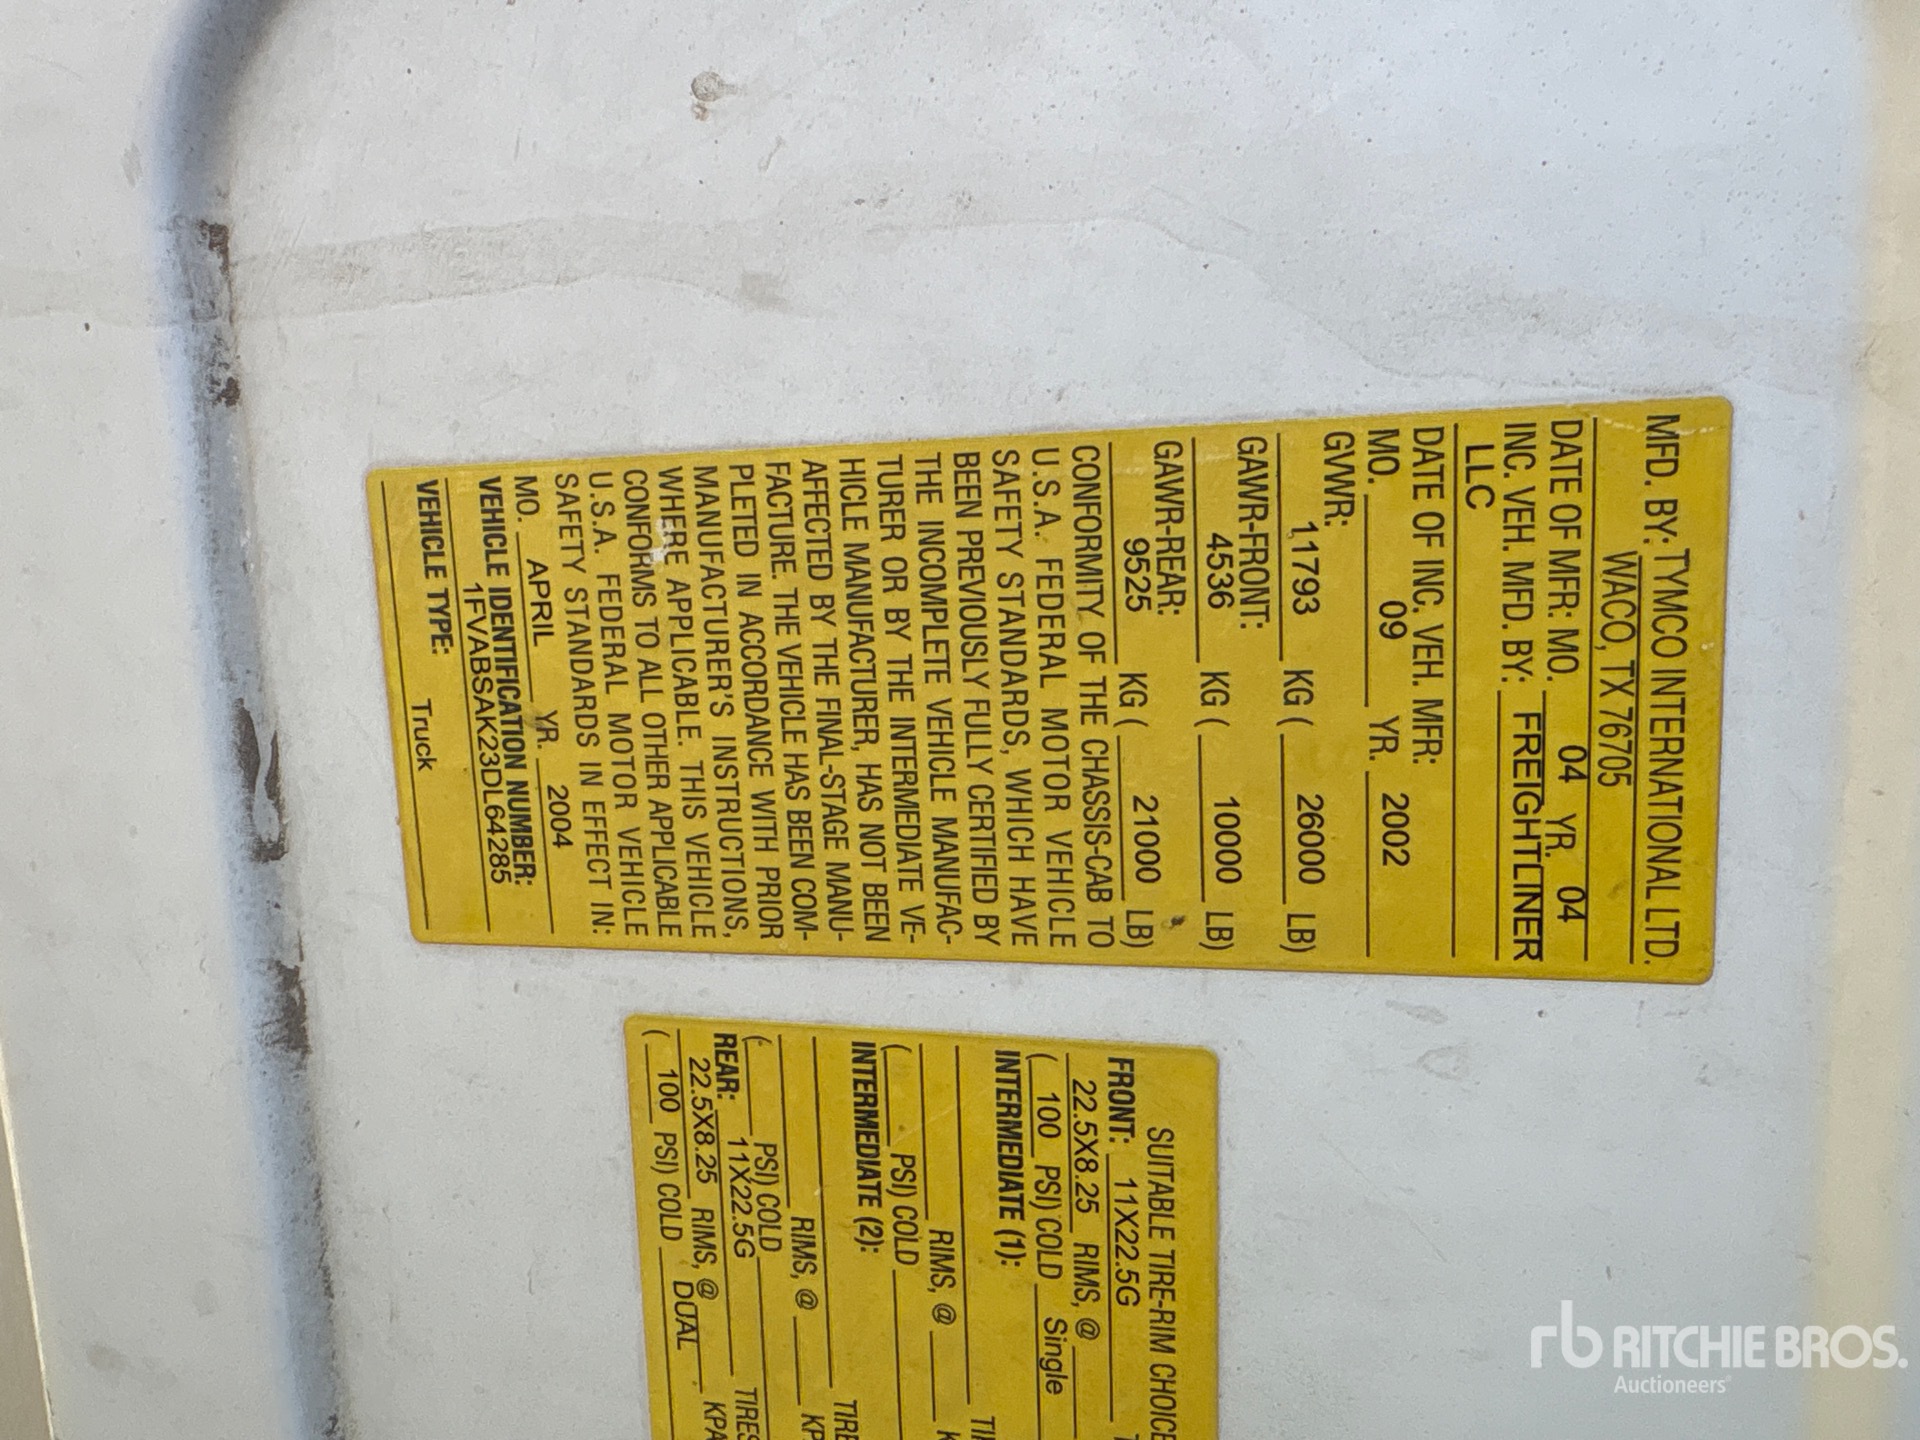 MFD. BY: TYMCO INTERNATIONAL LTD.
WACO, TX 76705
DATE OF MFR: MO. 04 YR. 04
INC. VEH. MFD. BY: FREIGHTLINER
LLC
DATE OF INC. VEH. MFR:
MO. 09 YR. 2002
GVWR:
11793 KG ( 26000 LB)
GAWR-FRONT:
4536 KG ( 10000 LB)
GAWR-REAR:
9525 KG ( 21000 LB)
CONFORMITY OF THE CHASSIS-CAB TO
U.S.A. FEDERAL MOTOR VEHICLE
SAFETY STANDARDS, WHICH HAVE
BEEN PREVIOUSLY FULLY CERTIFIED BY
THE INCOMPLETE VEHICLE MANUFAC-
TURER OR BY THE INTERMEDIATE VE-
HICLE MANUFACTURER, HAS NOT BEEN
AFFECTED BY THE FINAL-STAGE MANU-
FACTURE. THE VEHICLE HAS BEEN COM-
PLETED IN ACCORDANCE WITH PRIOR
MANUFACTURER'S INSTRUCTIONS,
WHERE APPLICABLE. THIS VEHICLE
CONFORMS TO ALL OTHER APPLICABLE
U.S.A. FEDERAL MOTOR VEHICLE
SAFETY STANDARDS IN EFFECT IN:
MO. APRIL YR. 2004
VEHICLE IDENTIFICATION NUMBER:
1FVABSAK23DL64285
VEHICLE TYPE: Truck
SUITABLE TIRE-RIM CHOICE
FRONT: 11X22.5G
22.5X8.25 RIMS, @
( 100 PSI) COLD Single
INTERMEDIATE (1):
RIMS, @
( PSI) COLD
INTERMEDIATE (2):
TIRE
RIMS, @
( PSI) COLD
REAR: 11X22.5G TIRES
22.5X8.25 RIMS, @ KPA
( 100 PSI) COLD DUAL
rb RITCHIE BROS.
Auctioneers